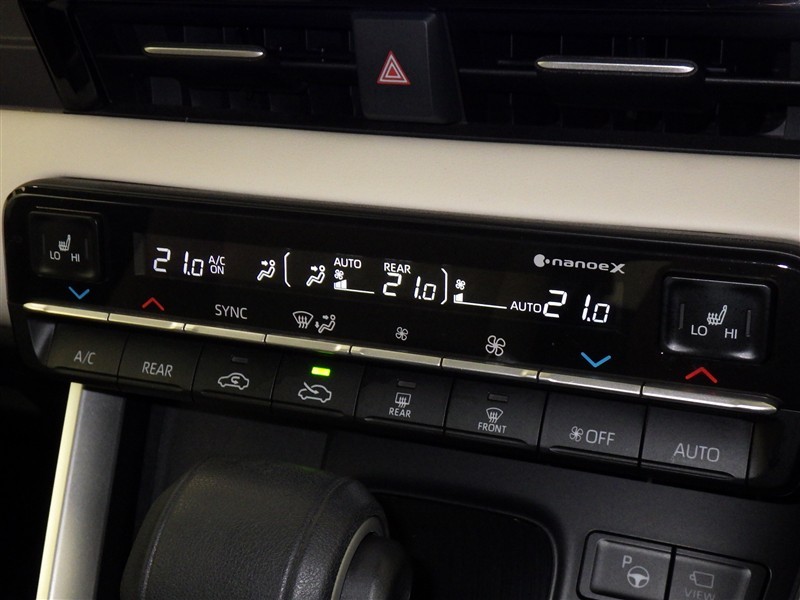 LO HI
21.0 A/C ON
AUTO
REAR 21.0
nanoeX
AUTO 21.0
LO HI
SYNC
A/C
REAR
REAR
FRONT
OFF
AUTO
P
VIEW